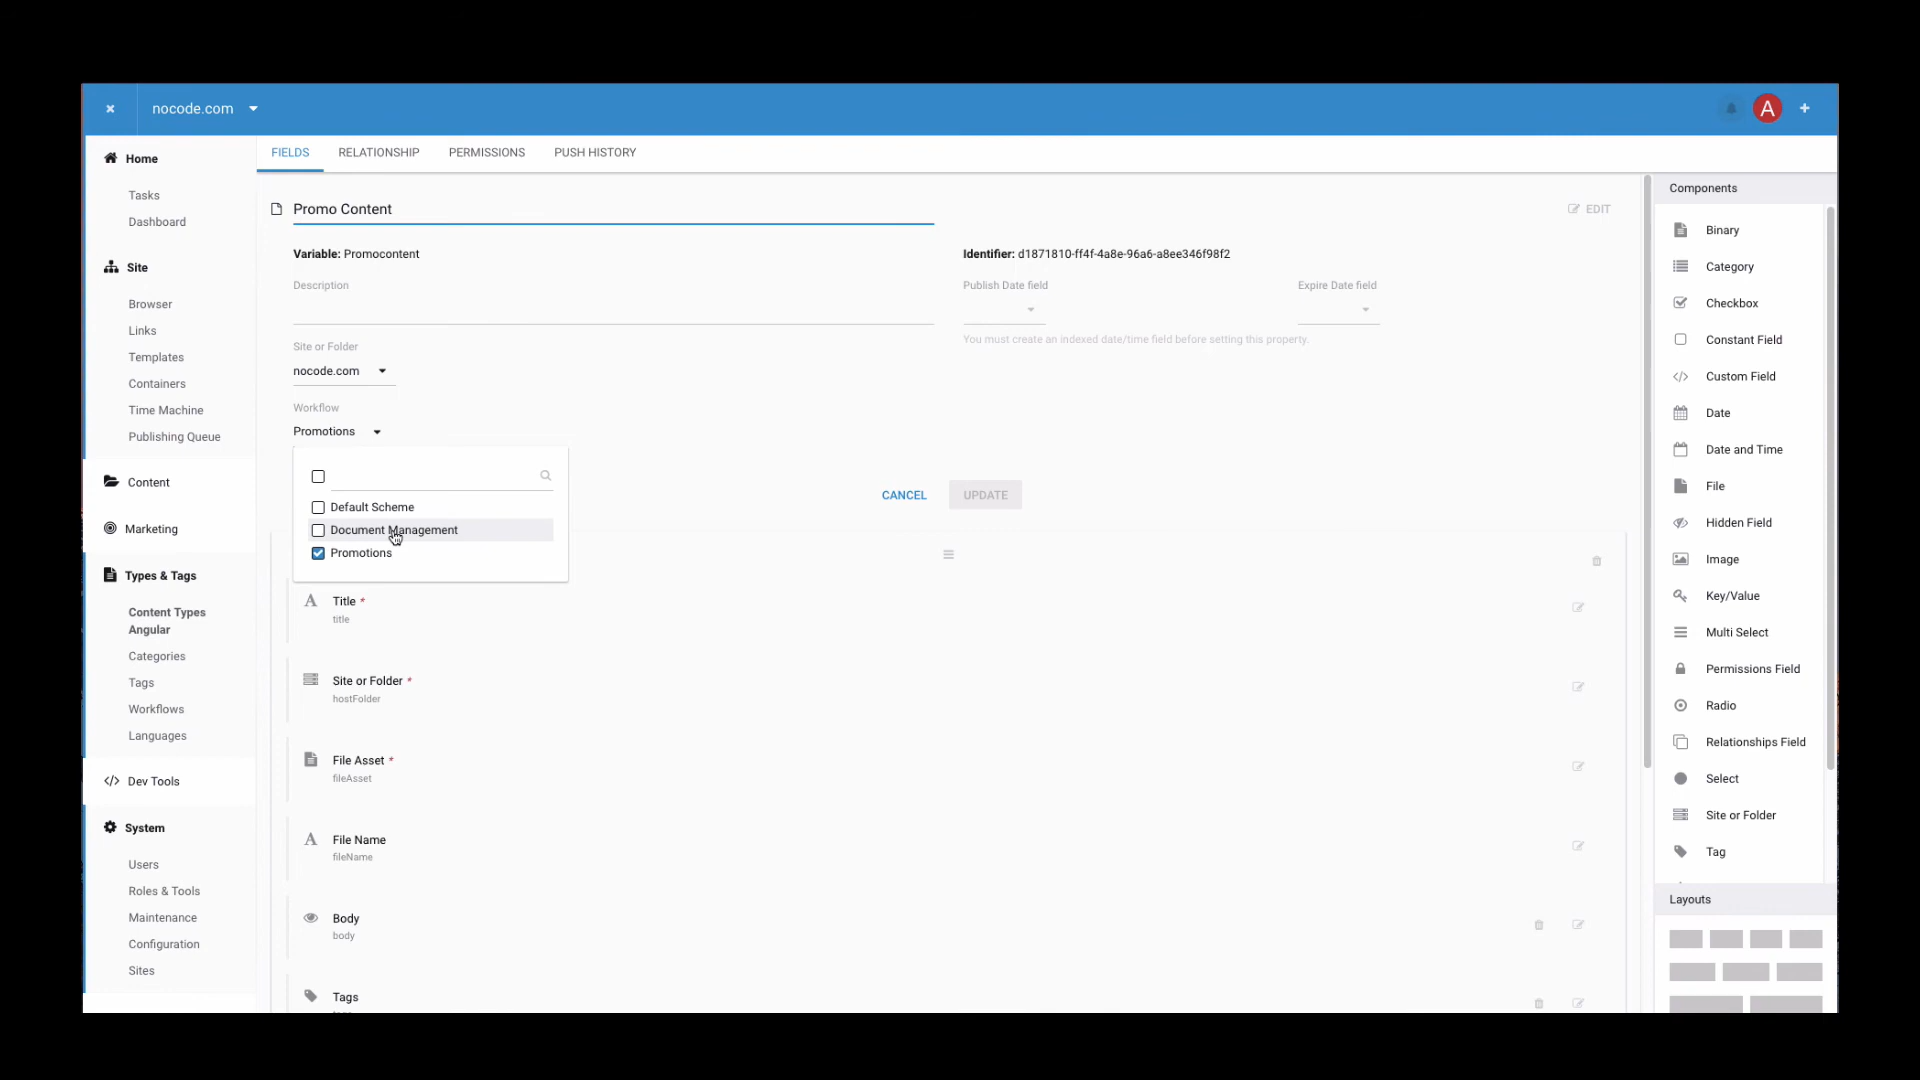 nocode.com
A
Home
Tasks
Dashboard
Site
Browser
Links
Templates
Containers
Time Machine
Publishing Queue
Content
Marketing
Types & Tags
Content Types
Angular
Categories
Tags
Workflows
Languages
Dev Tools
System
Users
Roles & Tools
Maintenance
Configuration
Sites
FIELDS RELATIONSHIP PERMISSIONS PUSH HISTORY
Promo Content
EDIT
Variable: Promocontent
Identifier: d1871810-ff4f-4a8e-96a6-a8ee346f98f2
Description
Publish Date field
Expire Date field
You must create an indexed date/time field before setting this property.
Site or Folder
nocode.com
Workflow
Promotions
Default Scheme
Document Management
Promotions
CANCEL
UPDATE
Title *
title
Site or Folder *
hostFolder
File Asset *
fileAsset
File Name
fileName
Body
body
Tags
Components
Binary
Category
Checkbox
Constant Field
Custom Field
Date
Date and Time
File
Hidden Field
Image
Key/Value
Multi Select
Permissions Field
Radio
Relationships Field
Select
Site or Folder
Tag
Layouts